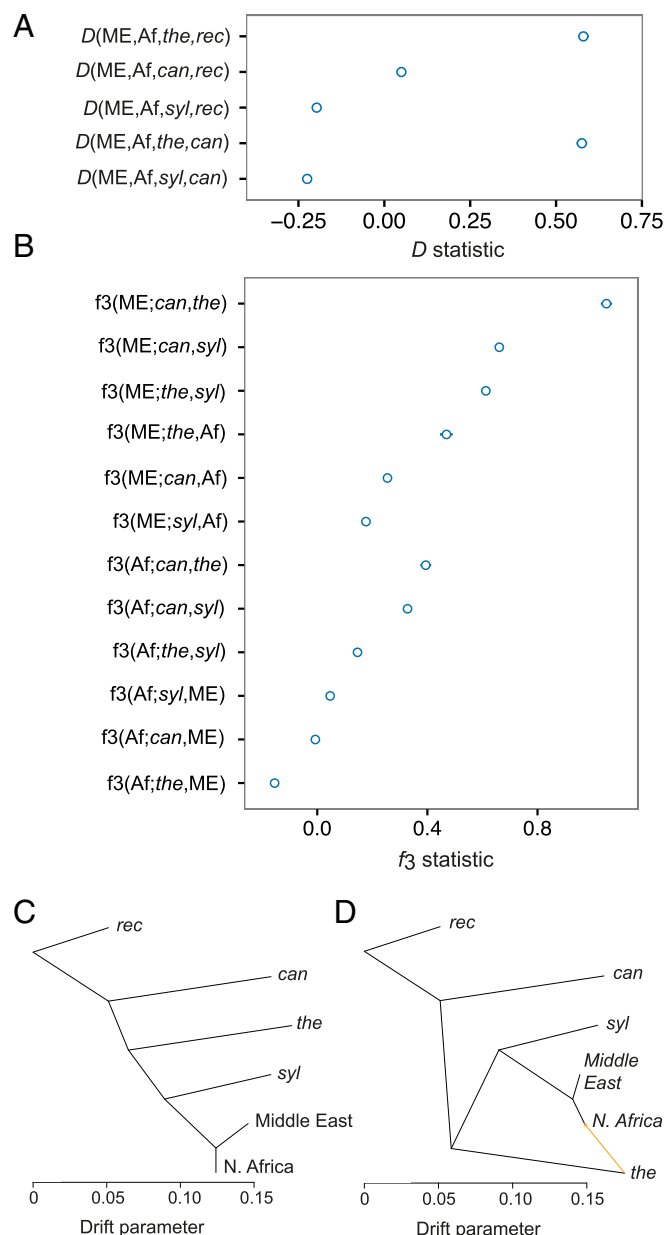 A
D(ME,Af,the,rec)
D(ME,Af,can,rec)
D(ME,Af,syl,rec)
D(ME,Af,the,can)
D(ME,Af,syl,can)
−0.25 0.00 0.25 0.50 0.75
D statistic
B
f3(ME;can,the)
f3(ME;can,syl)
f3(ME;the,syl)
f3(ME;the,Af)
f3(ME;can,Af)
f3(ME;syl,Af)
f3(Af;can,the)
f3(Af;can,syl)
f3(Af;the,syl)
f3(Af;syl,ME)
f3(Af;can,ME)
f3(Af;the,ME)
0.0 0.4 0.8
f3 statistic
C
rec
can
the
syl
Middle East
N. Africa
0 0.05 0.10 0.15
Drift parameter
D
rec
can
syl
Middle
East
N. Africa
the
0 0.05 0.10 0.15
Drift parameter